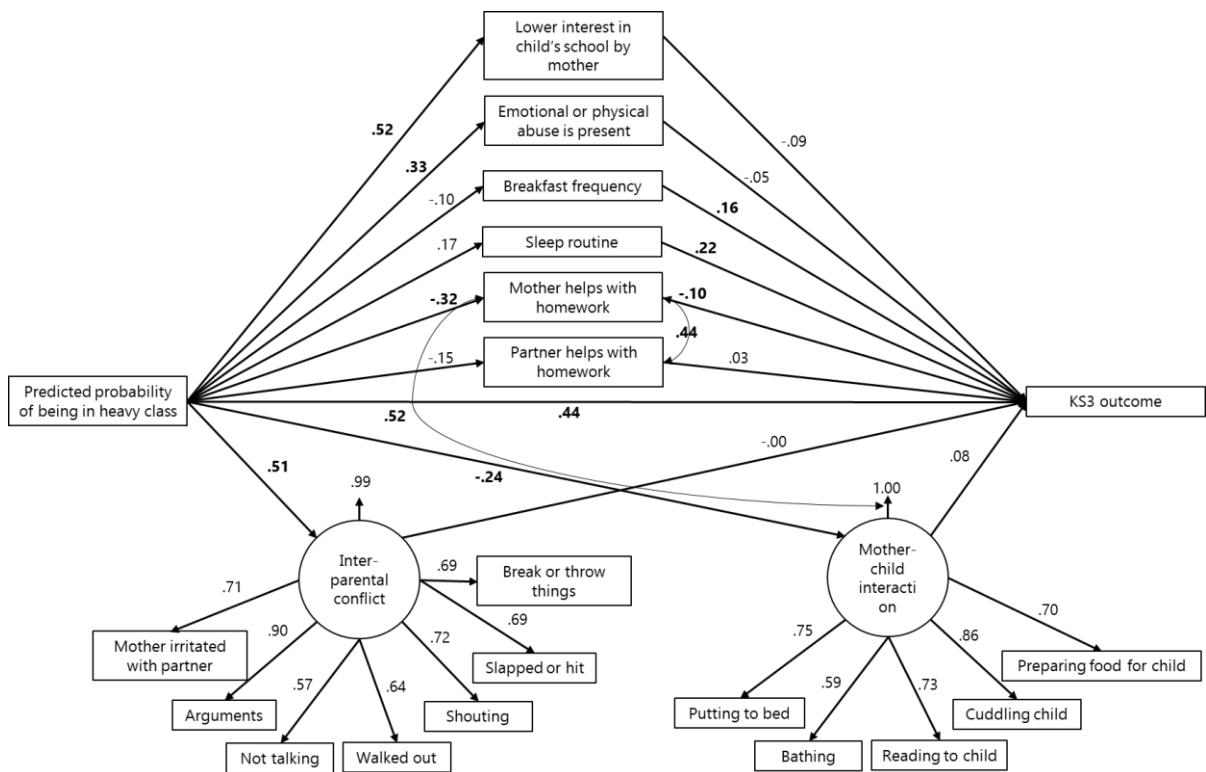 Lower interest in
child's school by
mother
Emotional or physical
abuse is present
Breakfast frequency
Sleep routine
Mother helps with
homework
Partner helps with
homework
.52
.33
-.10
.17
-.32
-.15
-.09
-.05
.16
.22
-.10
.44
.03
Predicted probability
of being in heavy class
KS3 outcome
.52
.44
-.00
.51
-.24
.08
.99
1.00
Inter-
parental
conflict
Mother-
child
interacti
on
.71
.90
.57
.64
.72
.69
.69
Break or throw
things
Mother irritated
with partner
Slapped or hit
Arguments
Shouting
Not talking
Walked out
.75
.59
.73
.86
.70
Preparing food for child
Putting to bed
Cuddling child
Bathing
Reading to child